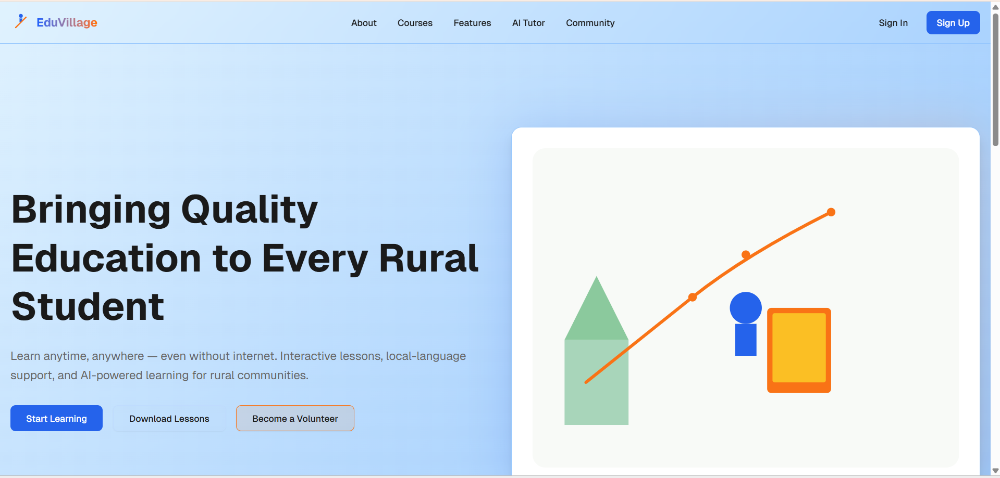 EduVillage
About
Courses
Features
AI Tutor
Community
Sign In
Sign Up
Bringing Quality
Education to Every Rural
Student
Learn anytime, anywhere — even without internet. Interactive lessons, local-language
support, and AI-powered learning for rural communities.
Start Learning
Download Lessons
Become a Volunteer